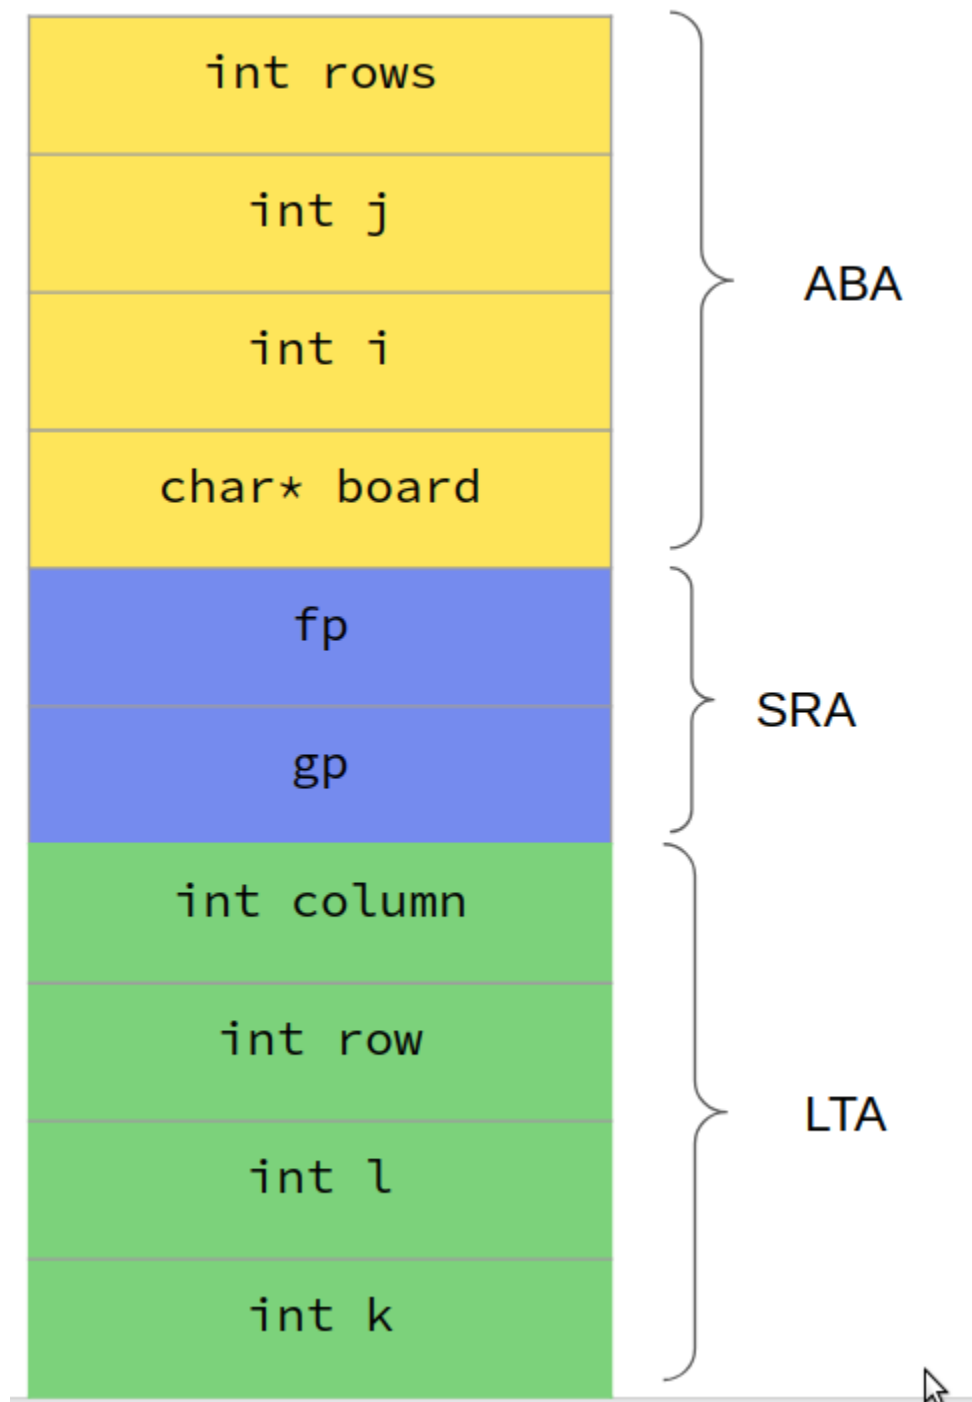 int rows
int j
int i
char* board
ABA
fp
gp
SRA
int column
int row
int l
int k
LTA